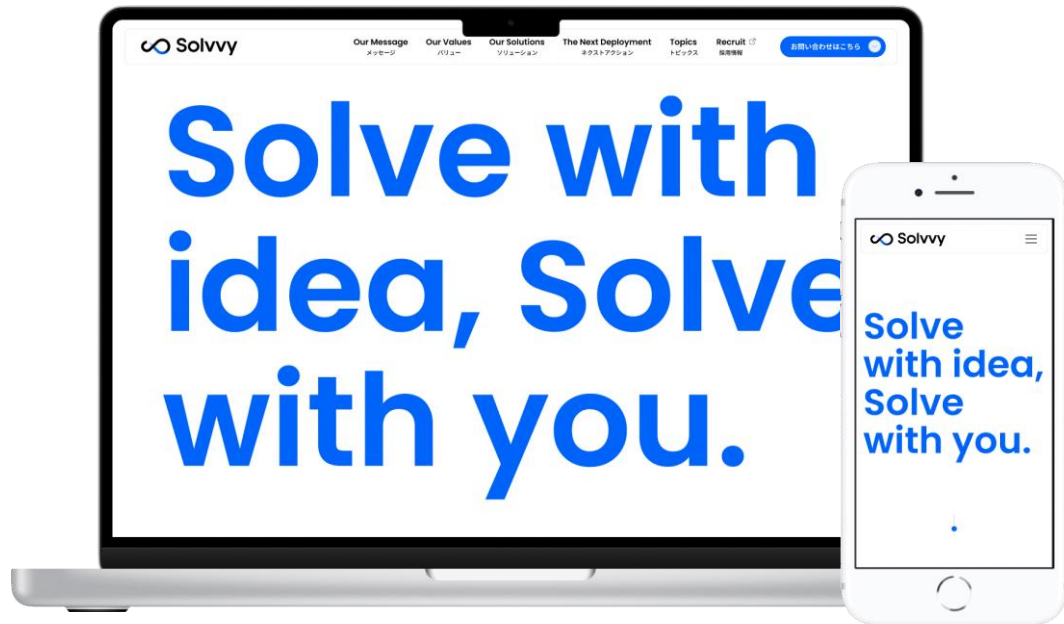 Solvvy
Our Message
メッセージ
Our Values
バリュー
Our Solutions
ソリューション
The Next Deployment
ネクストアクション
Topics
トピックス
Recruit
採用情報
お問い合わせはこちら
Solve with
idea, Solve
with you.
Solvvy
Solve
with idea,
Solve
with you.